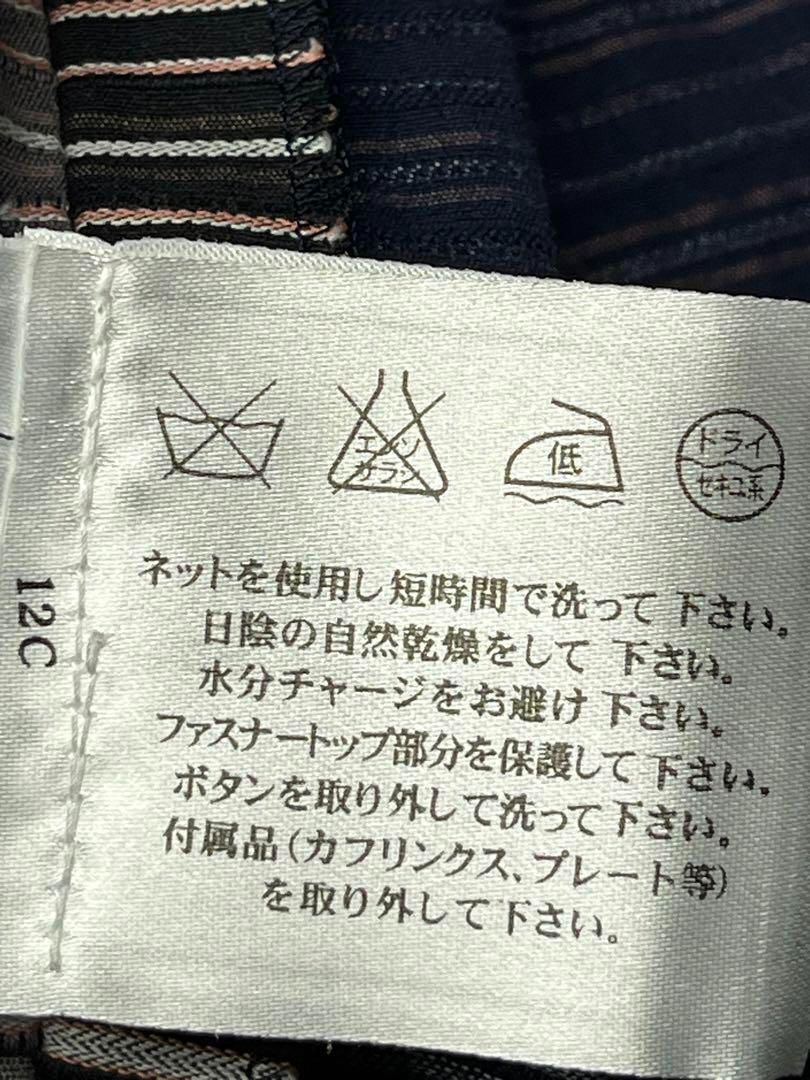 エンソ
サラシ
低
ドライ
セキユ系
ネットを使用し短時間で洗って下さい。
日陰の自然乾燥をして下さい。
水分チャージをお避け下さい。
ファスナートップ部分を保護して下さい。
ボタンを取り外して洗って下さい。
付属品(カフリンクス、プレート等)
を取り外して下さい。
12C